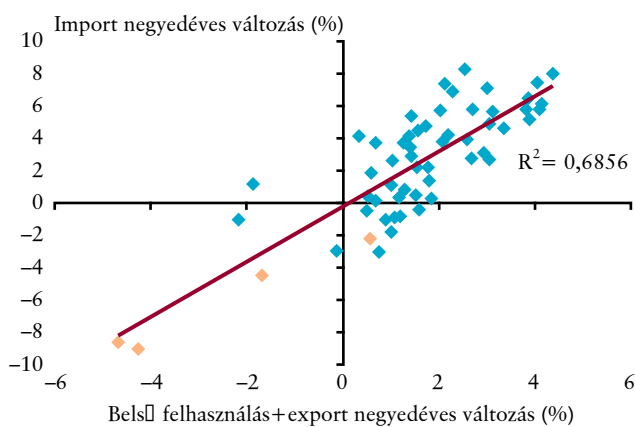 Import negyedéves változás (%)
10
8
6
4
2
0
−2
−4
−6
−8
−10
R²= 0,6856
−6 −4 −2 0 2 4 6
Bels▯ felhasználás+export negyedéves változás (%)